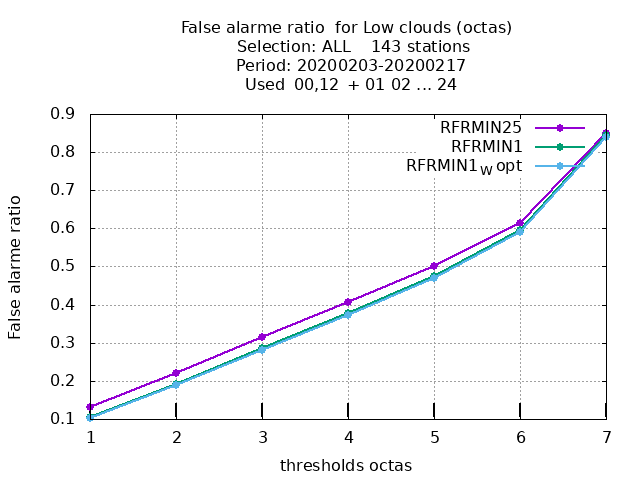 False alarme ratio for Low clouds (octas)
Selection: ALL 143 stations
Period: 20200203-20200217
Used 00,12 + 01 02 ... 24
RFRMIN25
RFRMIN1
RFRMIN1W opt
False alarme ratio
0.9
0.8
0.7
0.6
0.5
0.4
0.3
0.2
0.1
1 2 3 4 5 6 7
thresholds octas